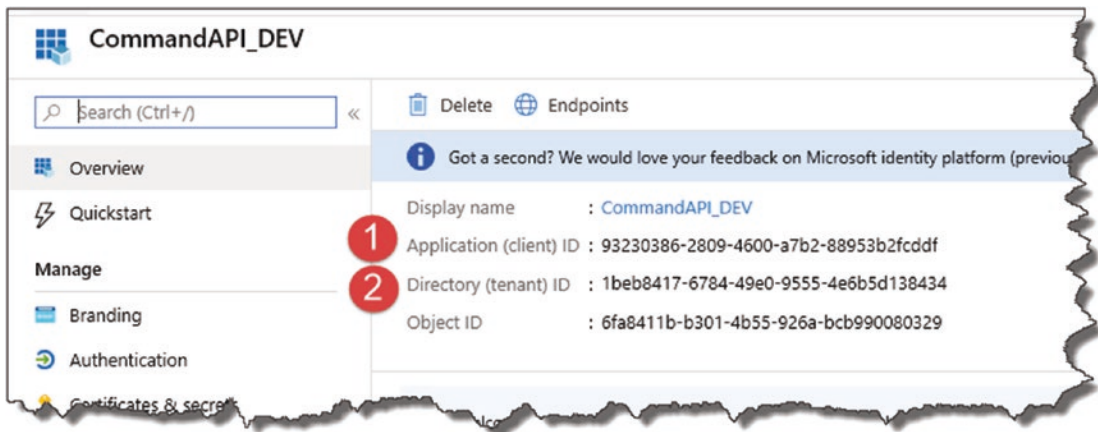 CommandAPI_DEV
Search (Ctrl+/)
«
Overview
Quickstart
Manage
Branding
Authentication
Certificates & secrets
Delete Endpoints
Got a second? We would love your feedback on Microsoft identity platform (previou
Display name : CommandAPI_DEV
1 Application (client) ID : 93230386-2809-4600-a7b2-88953b2fcddf
2 Directory (tenant) ID : 1beb8417-6784-49e0-9555-4e6b5d138434
Object ID : 6fa8411b-b301-4b55-926a-bcb990080329